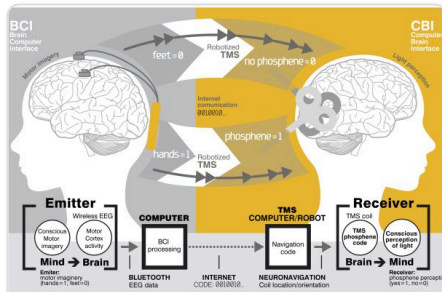 BCI
Brain
Computer
Interface
CBI
Computer
Brain
Interface
Motor imagery
Light perception
feet=0
Robotized
TMS
no phosphene=0
Internet
comunication
0010010..
hands=1
Robotized
TMS
phosphene=1
Emitter
Wireless EEG
Conscious
Motor
imagery
Motor
Cortex
activity
Mind
Brain
Emitter:
motor imaginery
(hands=1, feet=0)
COMPUTER
BCI
processing
BLUETOOTH
EEG data
INTERNET
CODE: 0010010..
TMS
COMPUTER/ROBOT
Navigation
code
NEURONAVIGATION
Coil location/orientation
Receiver
TMS coil
TMS
phosphene
code
Conscious
perception
of light
Brain
Mind
Receiver:
phosphene perception
(yes=1, no=0)